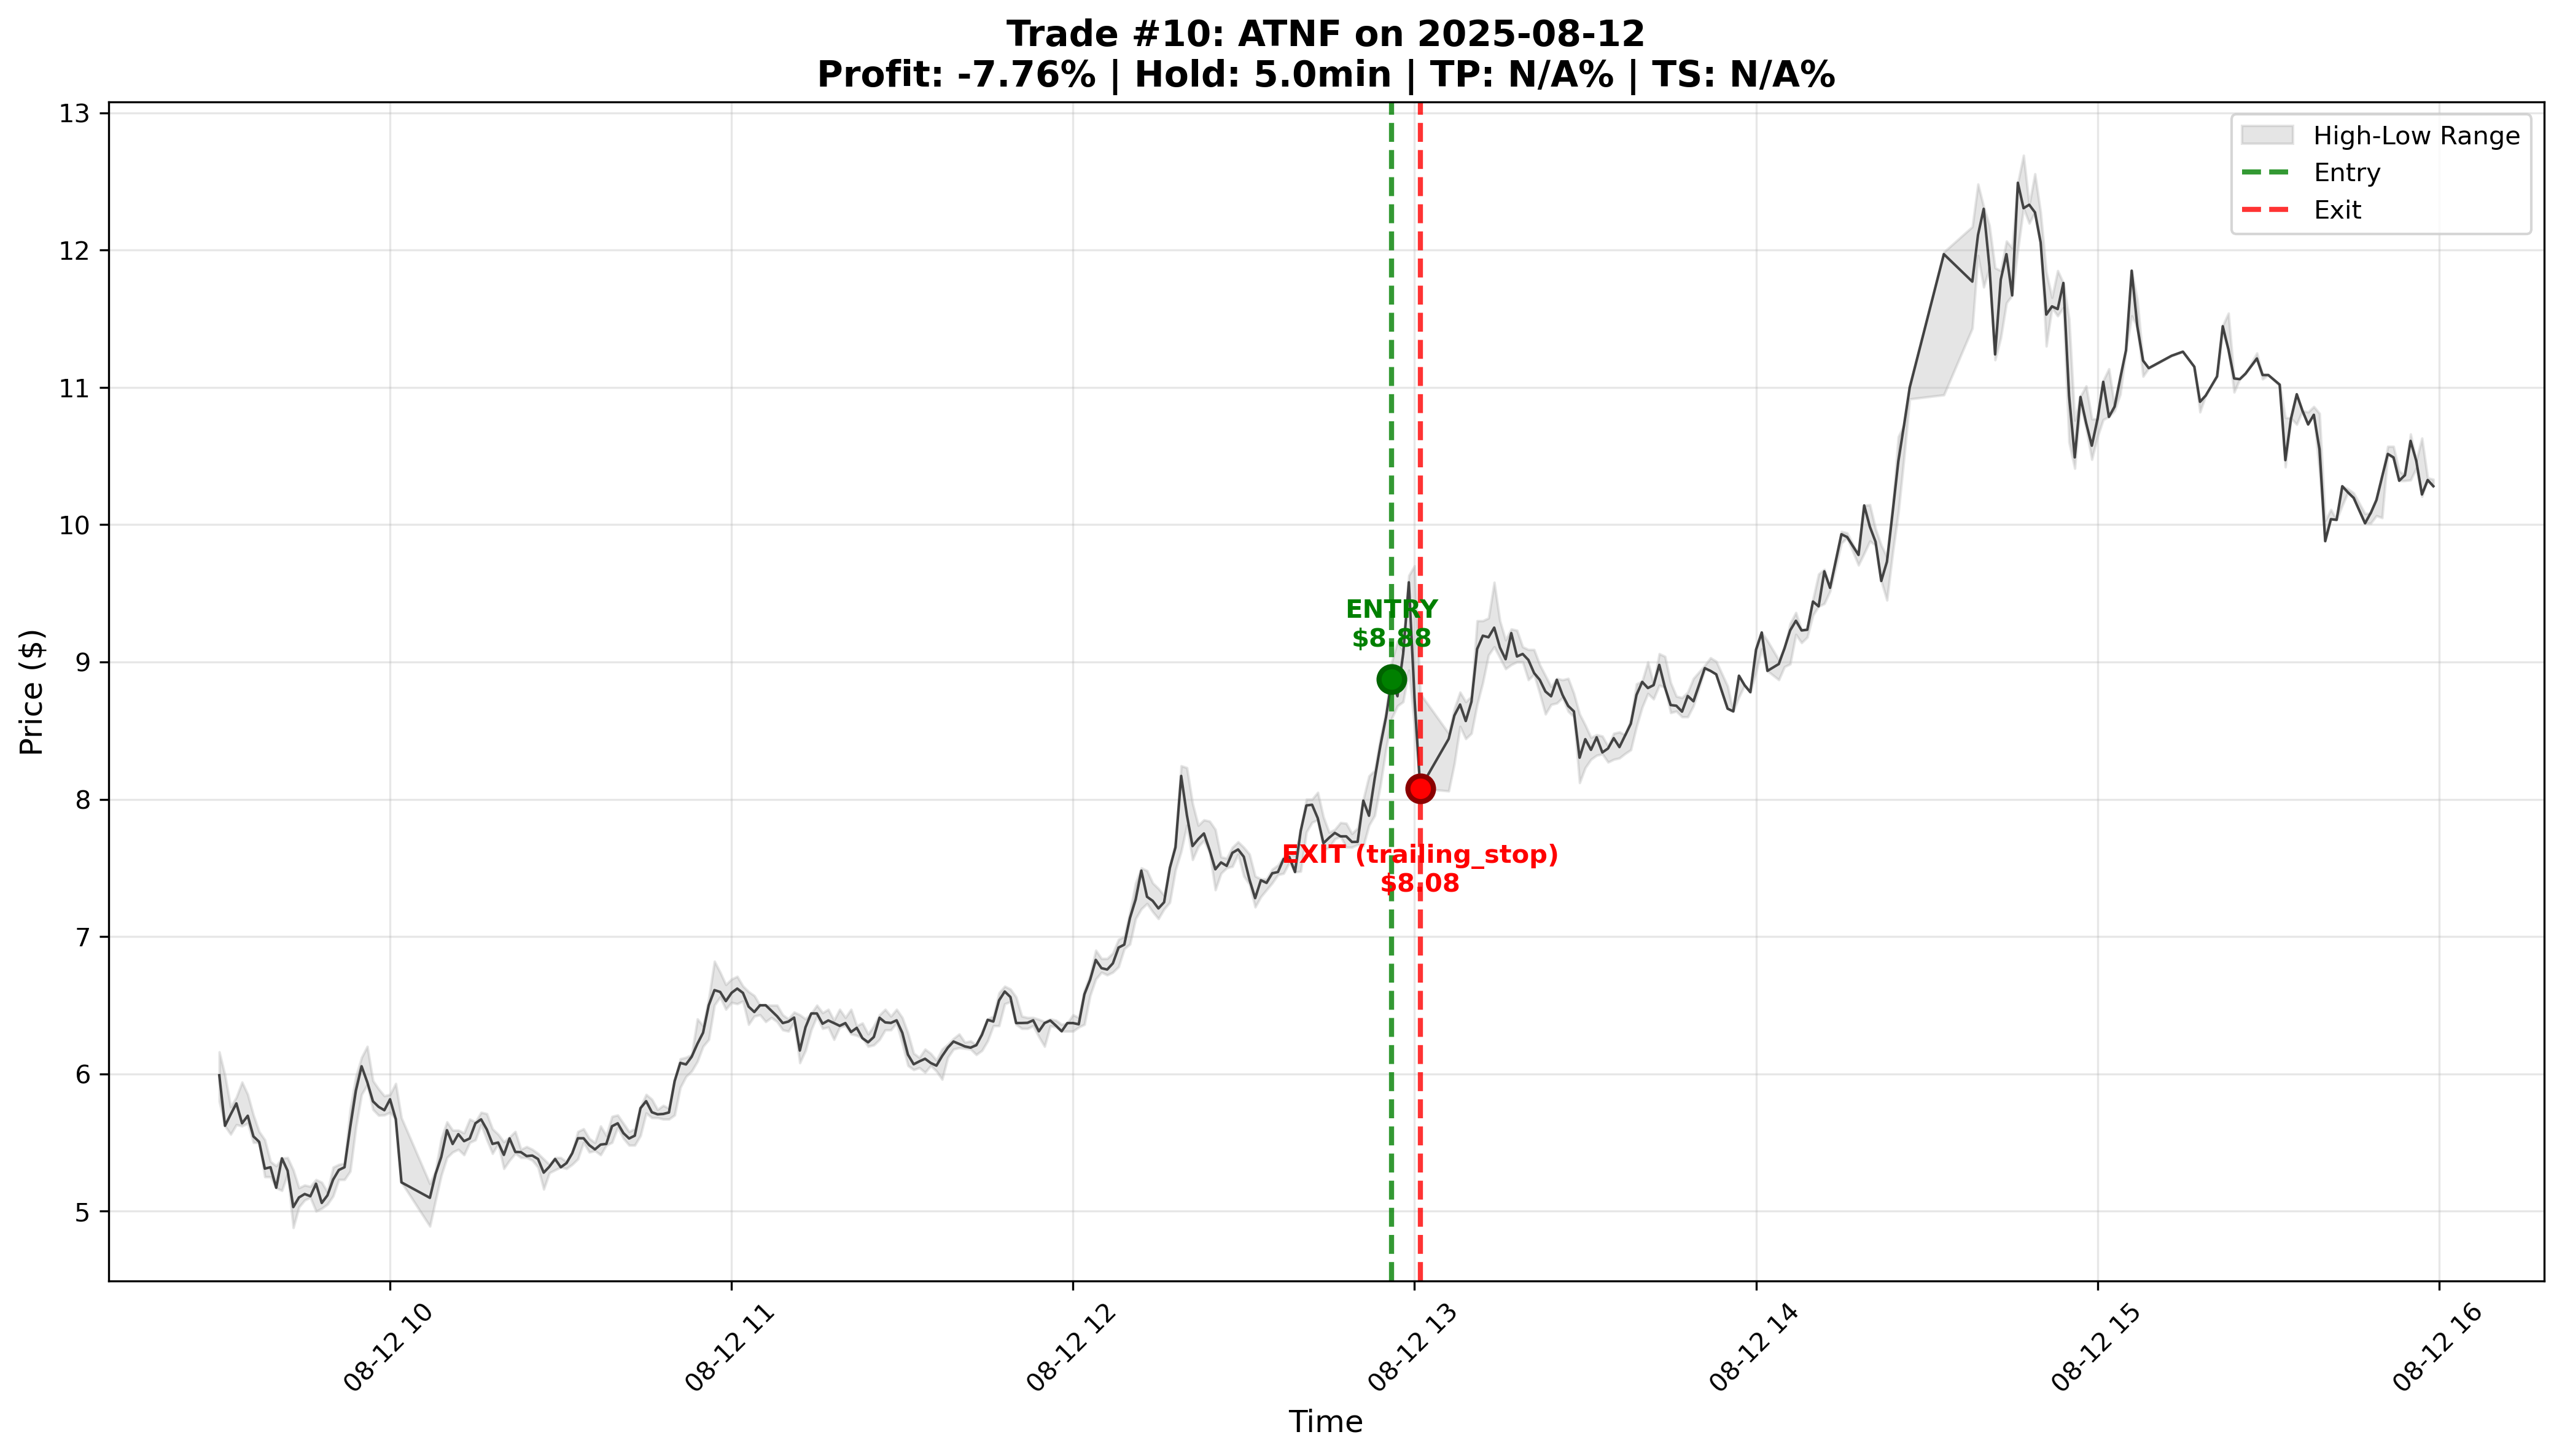 Trade #10: ATNF on 2025-08-12
Profit: -7.76% | Hold: 5.0min | TP: N/A% | TS: N/A%
High-Low Range
Entry
Exit
Price ($)
13
12
11
10
9
8
7
6
5
ENTRY
$8.88
EXIT (trailing_stop)
$8.08
08-12 10
08-12 11
08-12 12
08-12 13
08-12 14
08-12 15
08-12 16
Time